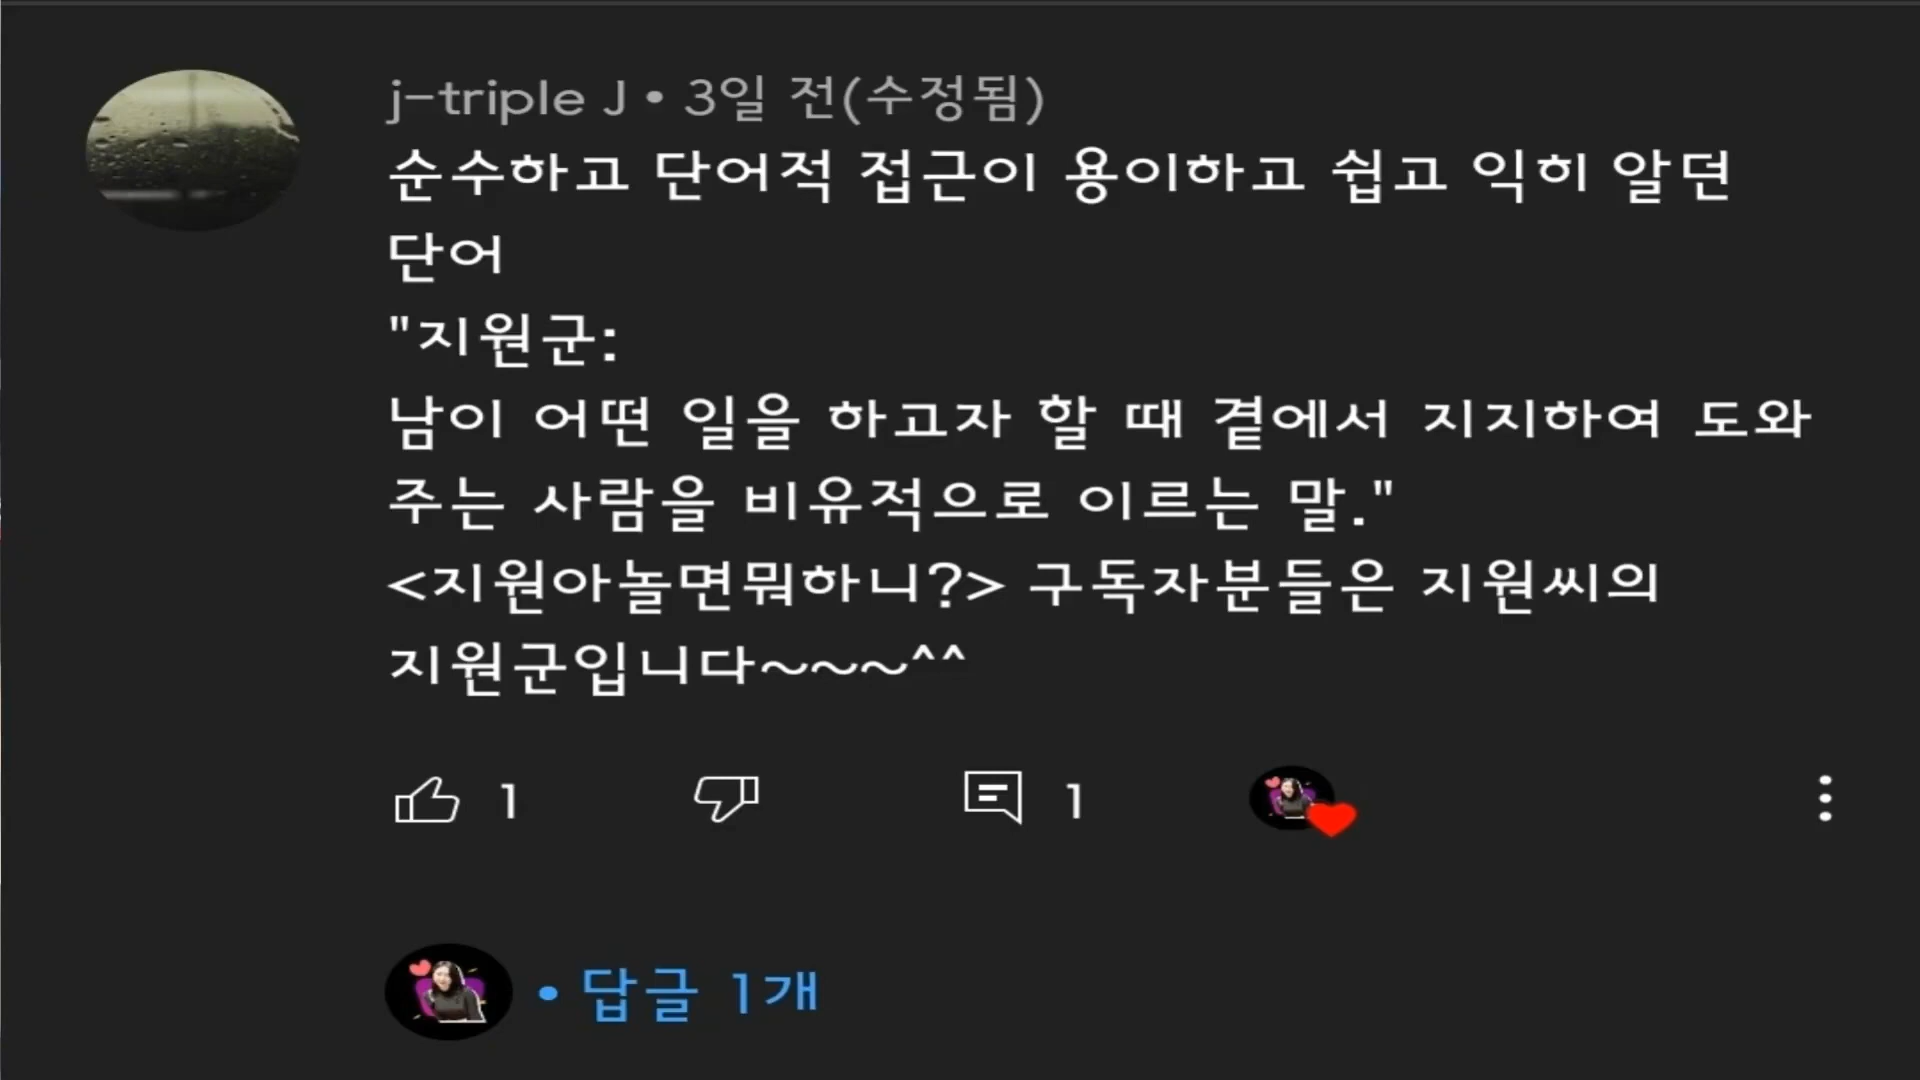 j-triple J • 3일 전(수정됨)
순수하고 단어적 접근이 용이하고 쉽고 익히 알던
단어
"지원군:
남이 어떤 일을 하고자 할 때 곁에서 지지하여 도와
주는 사람을 비유적으로 이르는 말."
<지원아놀면뭐하니?> 구독자분들은 지원씨의
지원군입니다~~~^^
1 1
• 답글 1개